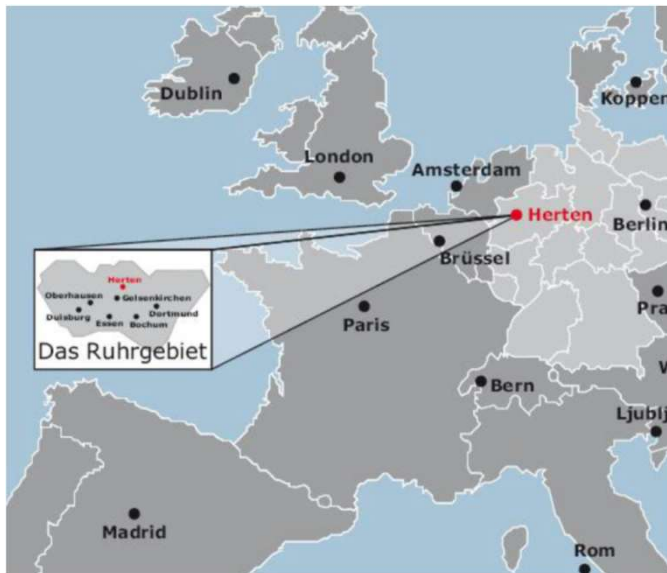 Dublin
Koppen
London
Amsterdam
Herten
Berlin
Brüssel
Herten
Oberhausen
Gelsenkirchen
Duisburg
Dortmund
Essen
Bochum
Das Ruhrgebiet
Paris
Pra
W
Bern
Ljublj
Madrid
Rom